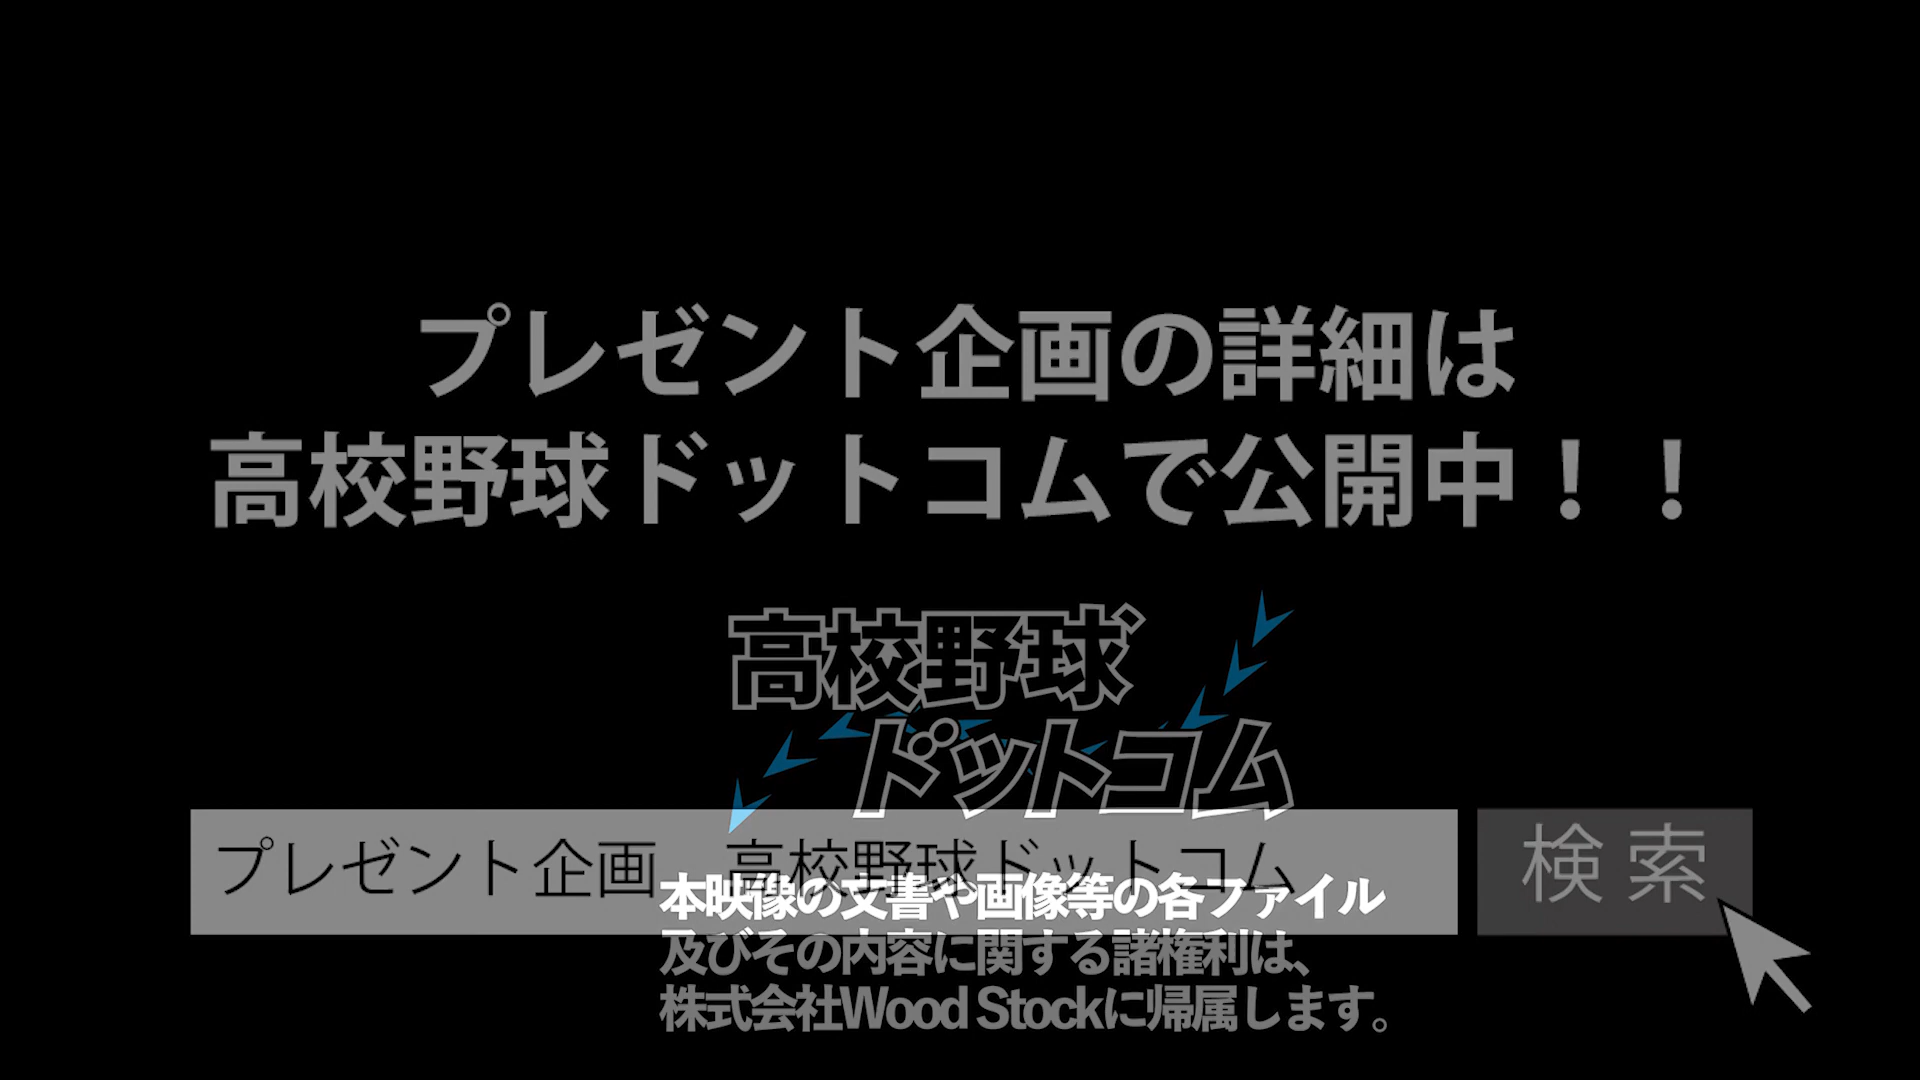 プレゼント企画の詳細は
高校野球ドットコムで公開中！！
高校野球
ドットコム
プレゼント企画　高校野球ドットコム
検索
本映像の文書や画像等の各ファイル
及びその内容に関する諸権利は、
株式会社Wood Stockに帰属します。